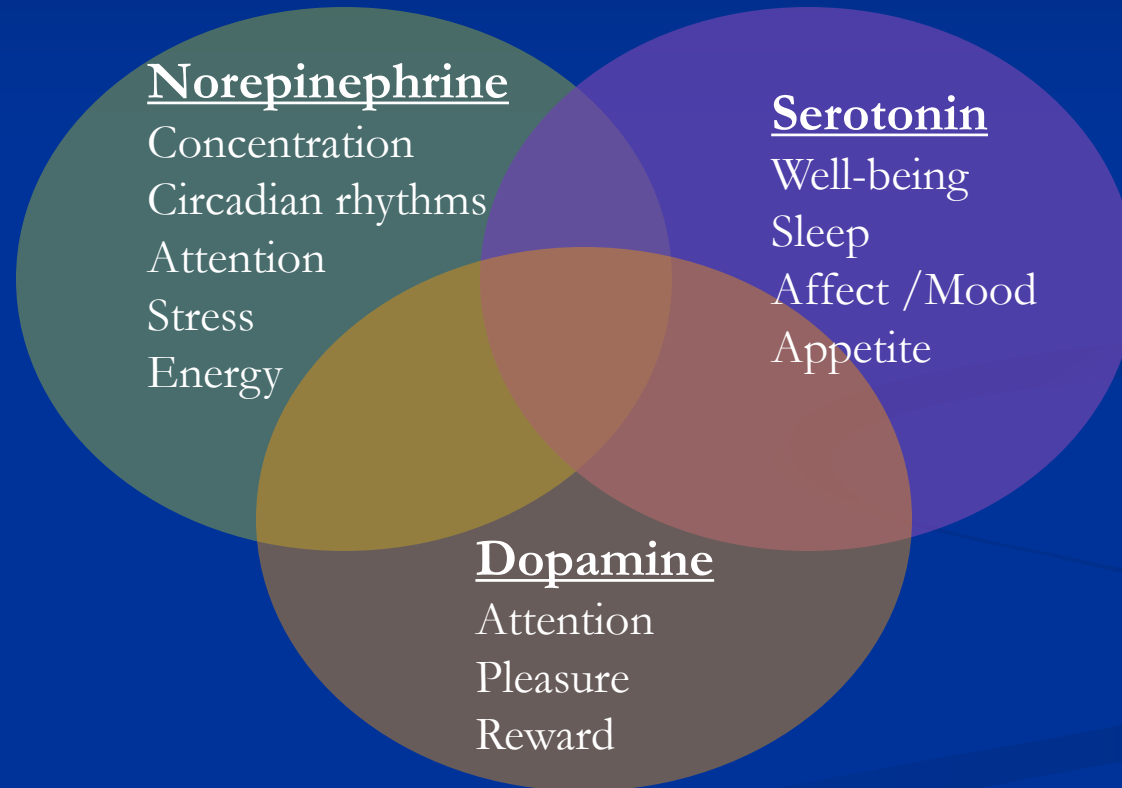 Norepinephrine
Concentration
Circadian rhythms
Attention
Stress
Energy
Serotonin
Well-being
Sleep
Affect /Mood
Appetite
Dopamine
Attention
Pleasure
Reward